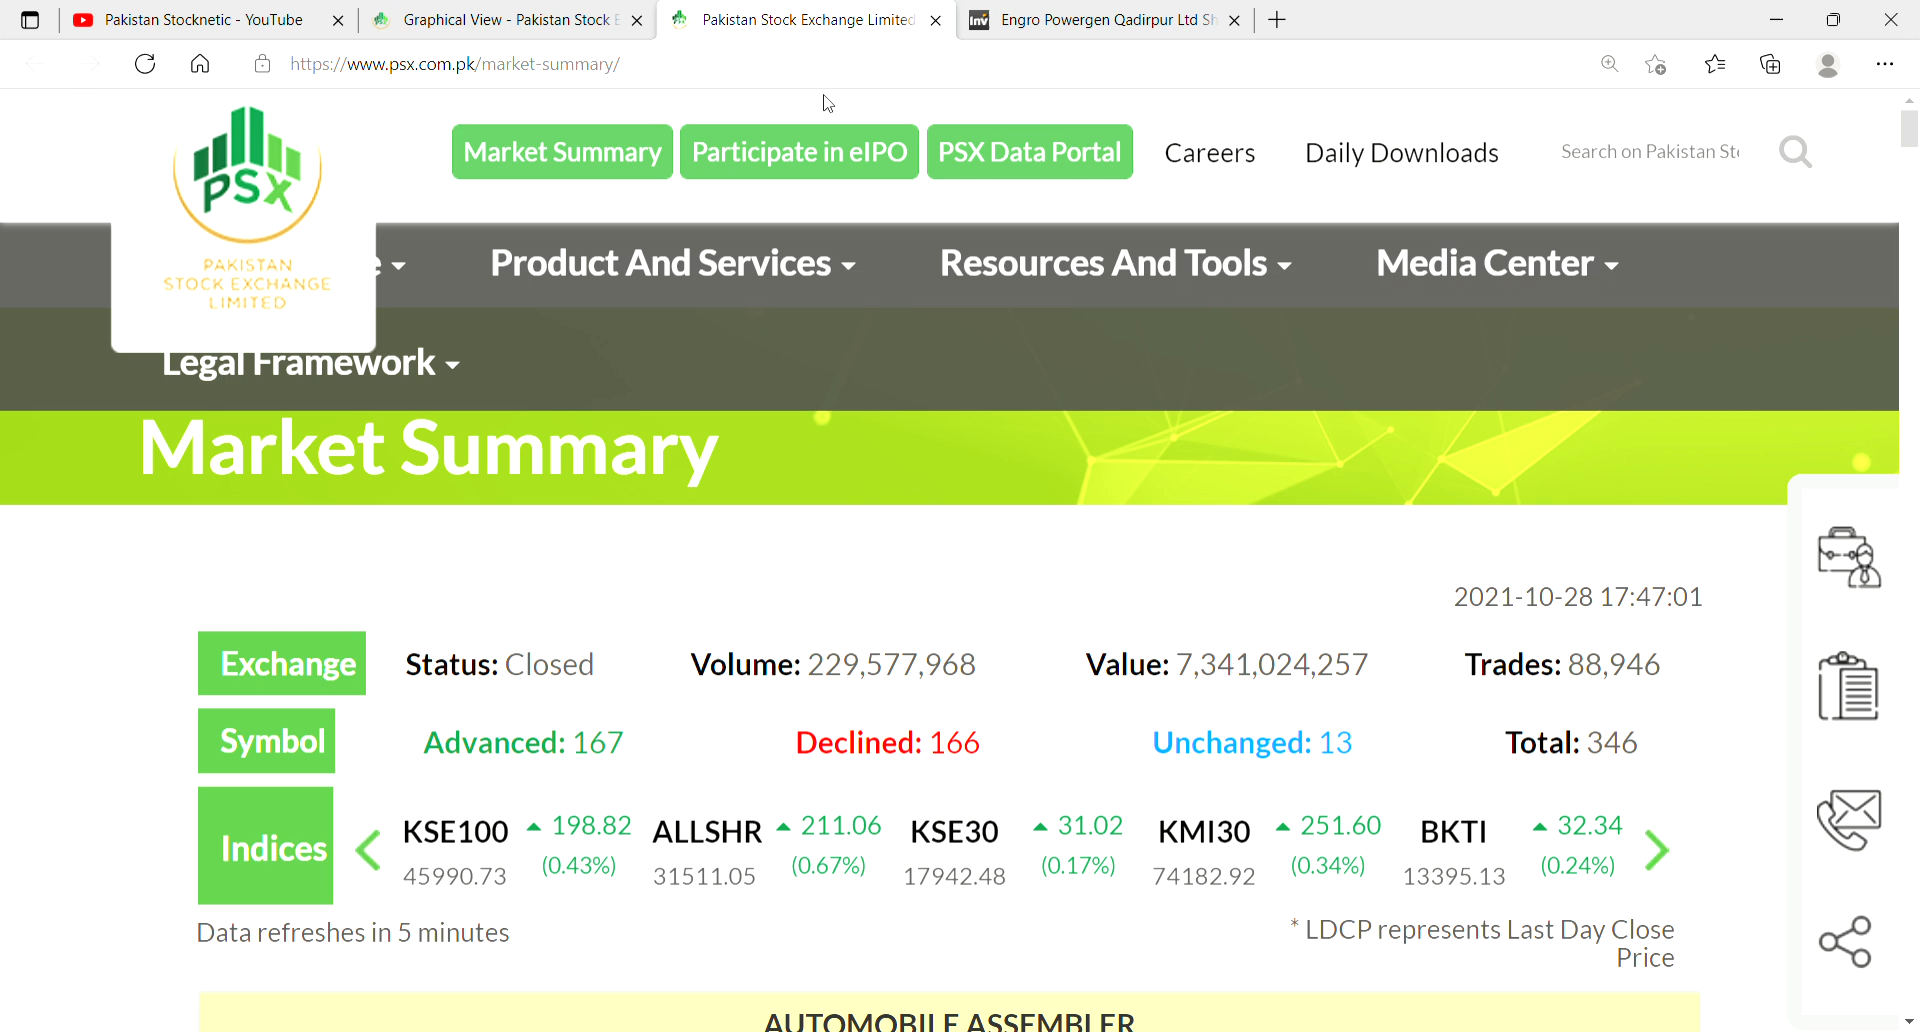 Pakistan Stocknetic - YouTube
Graphical View - Pakistan Stock E
Pakistan Stock Exchange Limited
Engro Powergen Qadirpur Ltd Sh
https://www.psx.com.pk/market-summary/
PSX
PAKISTAN
STOCK EXCHANGE
LIMITED
Market Summary
Participate in eIPO
PSX Data Portal
Careers
Daily Downloads
Search on Pakistan Sto
Product And Services
Resources And Tools
Media Center
Legal Framework
Market Summary
2021-10-28 17:47:01
Exchange Status: Closed Volume: 229,577,968 Value: 7,341,024,257 Trades: 88,946
Symbol Advanced: 167 Declined: 166 Unchanged: 13 Total: 346
Indices
KSE100 198.82
45990.73 (0.43%)
ALLSHR 211.06
31511.05 (0.67%)
KSE30 31.02
17942.48 (0.17%)
KMI30 251.60
74182.92 (0.34%)
BKTI 32.34
13395.13 (0.24%)
Data refreshes in 5 minutes
* LDCP represents Last Day Close
Price
AUTOMOBILE ASSEMBLER